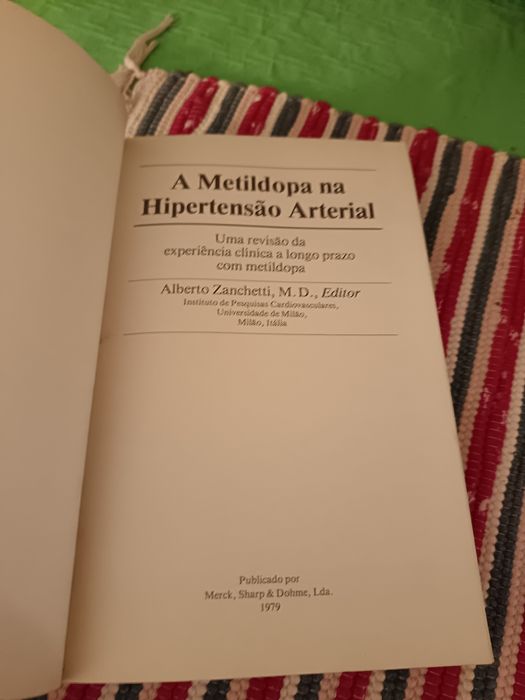 A Metildopa na
Hipertensão Arterial
Uma revisão da
experiência clínica a longo prazo
com metildopa
Alberto Zanchetti, M.D., Editor
Instituto de Pesquisas Cardiovasculares,
Universidade de Milão,
Milão, Itália
Publicado por
Merck, Sharp & Dohme, Lda.
1979